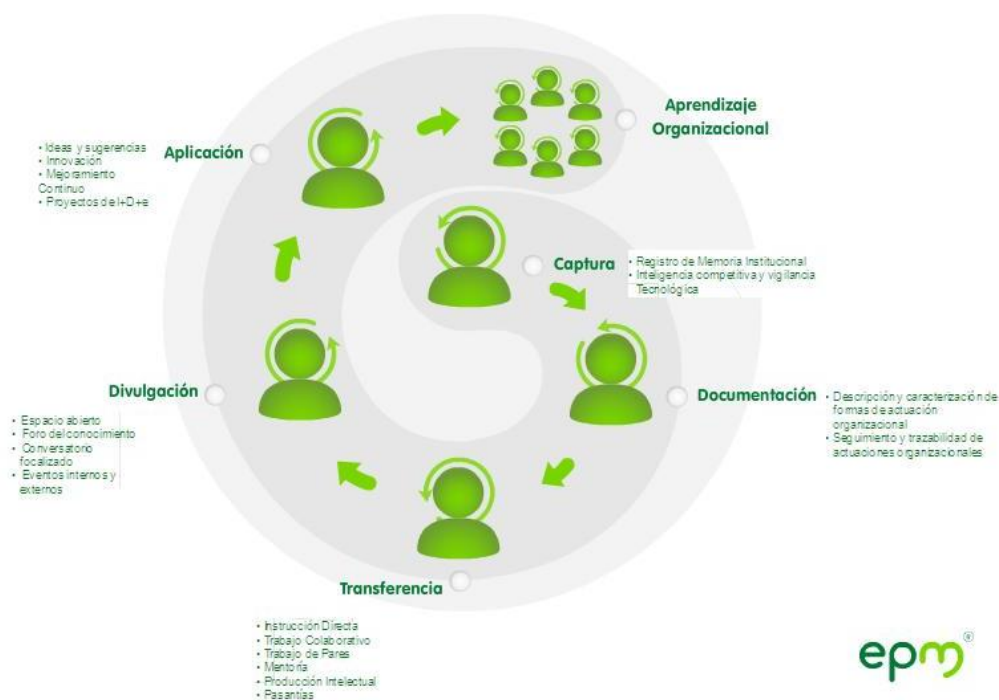 Aprendizaje
Organizacional
Aplicación
• Ideas y sugerencias
• Innovación
• Mejoramiento
Continuo
• Proyectos de I+D+e
Captura
• Registro de Memoria Institucional
• Inteligencia competitiva y vigilancia
Tecnológica
Divulgación
• Espacio abierto
• Foro del conocimiento
• Conversatorio
focalizado
• Eventos internos y
externos
Documentación
• Descripción y caracterización de
formas de actuación
organizacional
• Seguimiento y trazabilidad de
actuaciones organizacionales
Transferencia
• Instrucción Directa
• Trabajo Colaborativo
• Trabajo de Pares
• Mentoría
• Producción Intelectual
• Pasantías
epm®